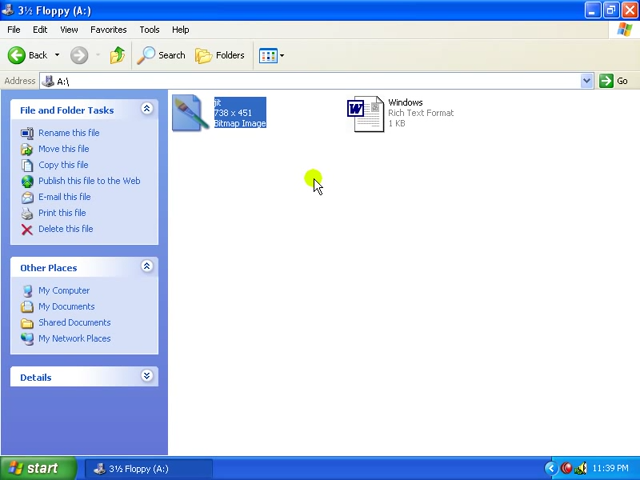 3½ Floppy (A:)
File Edit View Favorites Tools Help
Back Search Folders
Address A:\ Go
File and Folder Tasks
Rename this file
Move this file
Copy this file
Publish this file to the Web
E-mail this file
Print this file
Delete this file
Other Places
My Computer
My Documents
Shared Documents
My Network Places
Details
jit
738 x 451
Bitmap Image
Windows
Rich Text Format
1 KB
start 3½ Floppy (A:) 11:39 PM